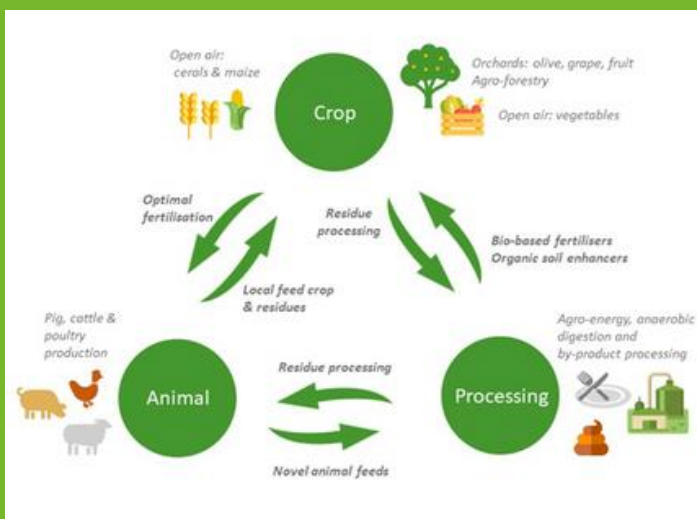 Open air:
cerals & maize
Crop
Orchards: olive, grape, fruit
Agro-forestry
Open air: vegetables
Optimal
fertilisation
Residue
processing
Bio-based fertilisers
Organic soil enhancers
Local feed crop
& residues
Pig, cattle &
poultry
production
Animal
Residue processing
Novel animal feeds
Processing
Agro-energy, anaerobic
digestion and
by-product processing